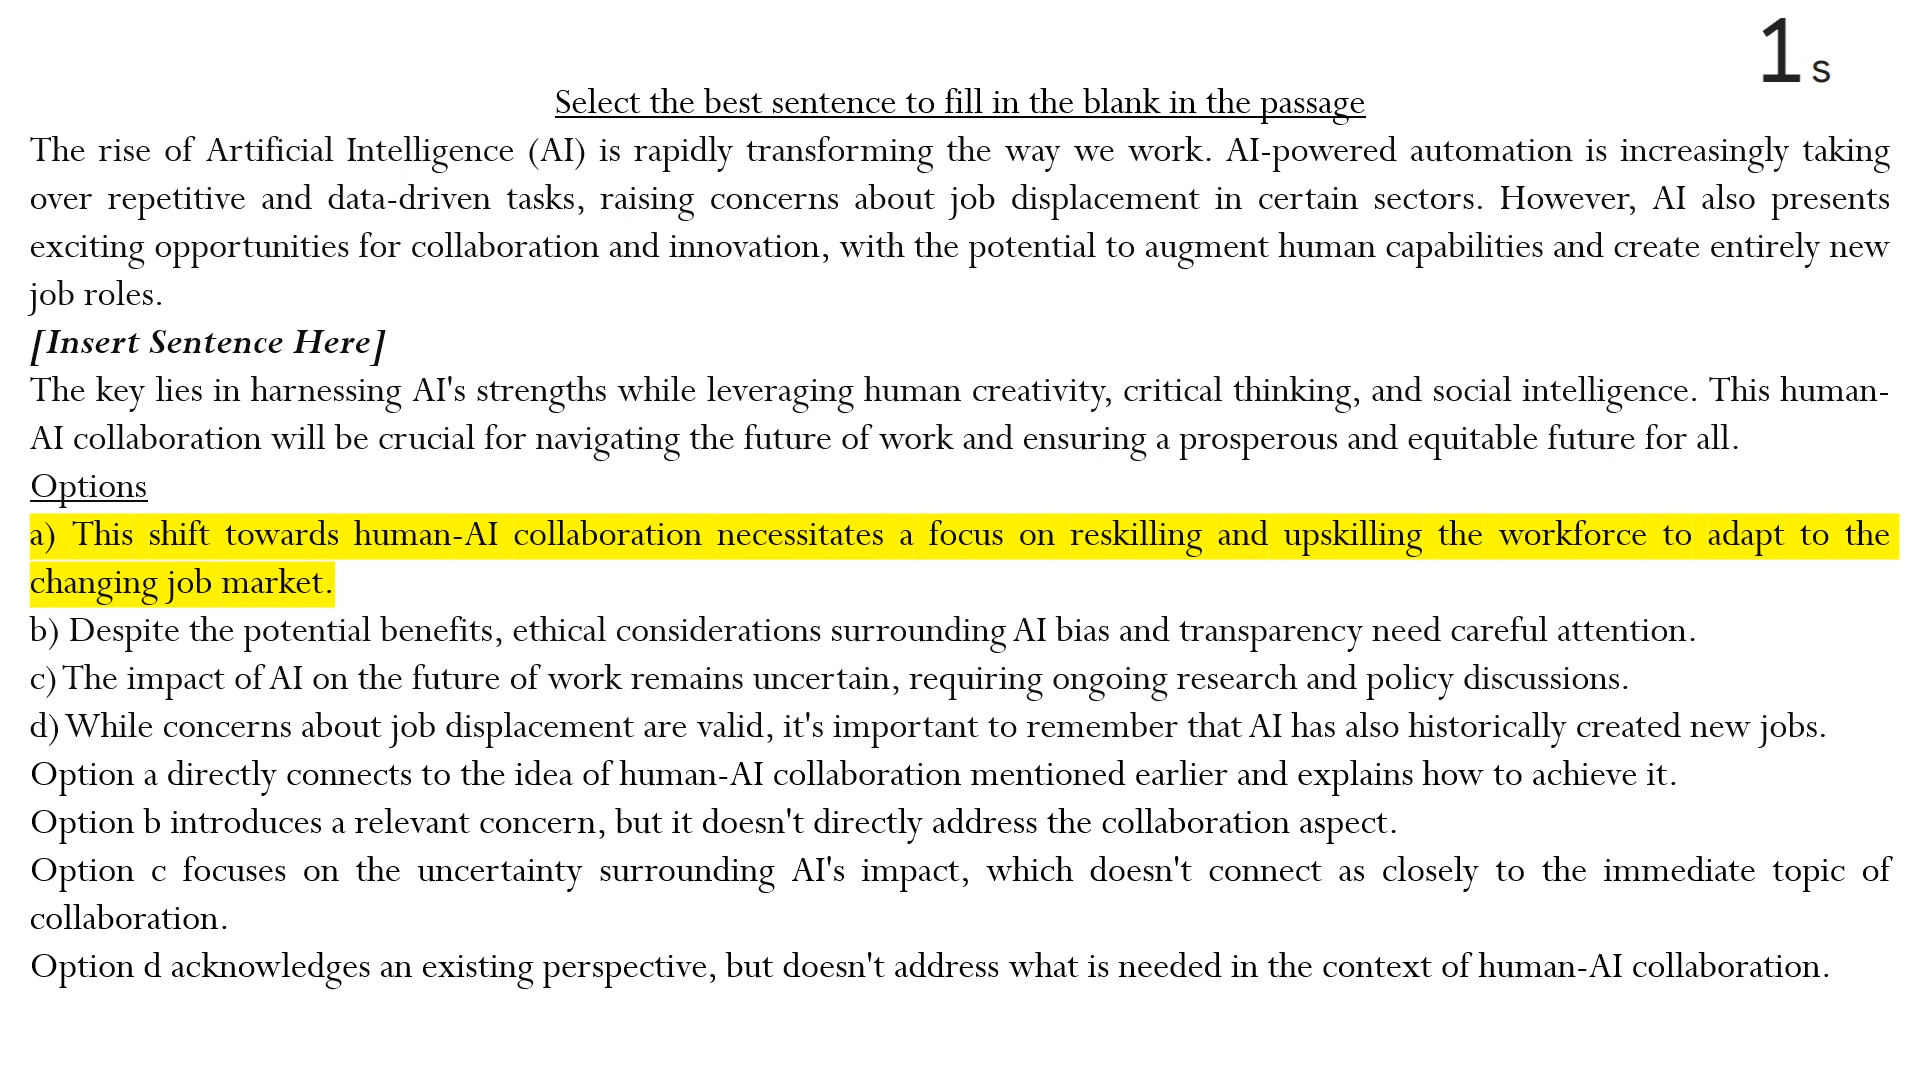 1 s
Select the best sentence to fill in the blank in the passage
The rise of Artificial Intelligence (AI) is rapidly transforming the way we work. AI-powered automation is increasingly taking
over repetitive and data-driven tasks, raising concerns about job displacement in certain sectors. However, AI also presents
exciting opportunities for collaboration and innovation, with the potential to augment human capabilities and create entirely new
job roles.
[Insert Sentence Here]
The key lies in harnessing AI's strengths while leveraging human creativity, critical thinking, and social intelligence. This human-
AI collaboration will be crucial for navigating the future of work and ensuring a prosperous and equitable future for all.
Options
a) This shift towards human-AI collaboration necessitates a focus on reskilling and upskilling the workforce to adapt to the
changing job market.
b) Despite the potential benefits, ethical considerations surrounding AI bias and transparency need careful attention.
c) The impact of AI on the future of work remains uncertain, requiring ongoing research and policy discussions.
d) While concerns about job displacement are valid, it's important to remember that AI has also historically created new jobs.
Option a directly connects to the idea of human-AI collaboration mentioned earlier and explains how to achieve it.
Option b introduces a relevant concern, but it doesn't directly address the collaboration aspect.
Option c focuses on the uncertainty surrounding AI's impact, which doesn't connect as closely to the immediate topic of
collaboration.
Option d acknowledges an existing perspective, but doesn't address what is needed in the context of human-AI collaboration.